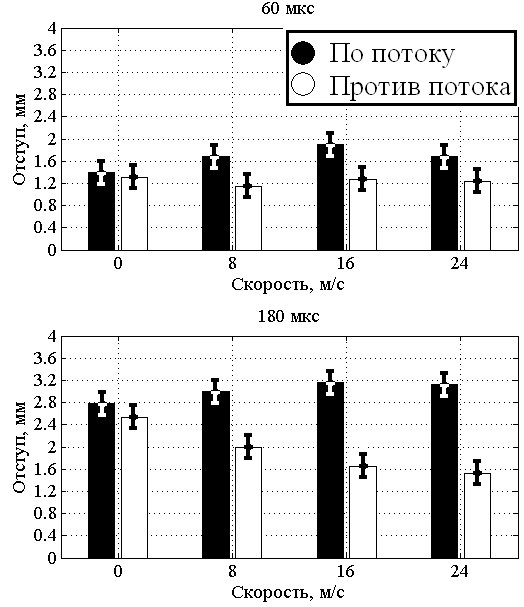 60 мкс
По потоку
Против потока
Отступ, мм
4
3.6
3.2
2.8
2.4
2
1.6
1.2
0.8
0.4
0
0 8 16 24
Скорость, м/с
180 мкс
Отступ, мм
4
3.6
3.2
2.8
2.4
2
1.6
1.2
0.8
0.4
0
0 8 16 24
Скорость, м/с